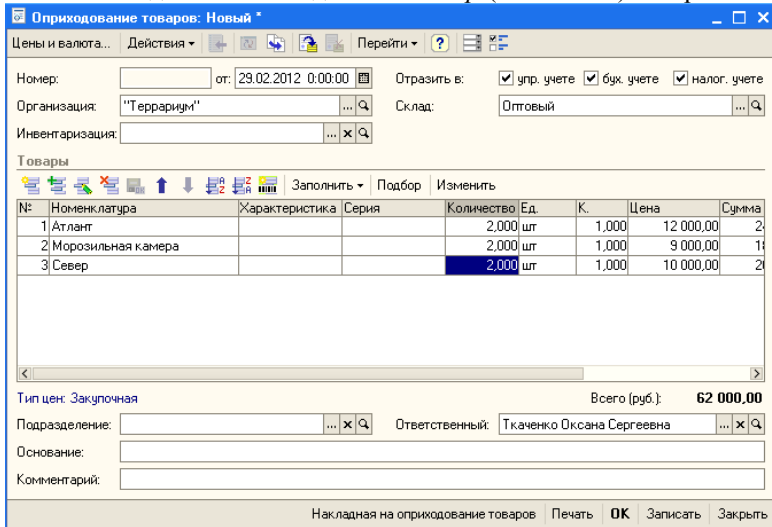 Оприходование товаров: Новый *
Цены и валюта... Действия Перейти ?
Номер: от: 29.02.2012 0:00:00 Отразить в: упр. учете бух. учете налог. учете
Организация: "Террариум" ... Склад: Оптовый ...
Инвентаризация: ... x
Товары
Заполнить Подбор Изменить
№ Номенклатура Характеристика Серия Количество Ед. К. Цена Сумма
1 Атлант 2,000 шт 1,000 12 000,00
2 Морозильная камера 2,000 шт 1,000 9 000,00
3 Север 2,000 шт 1,000 10 000,00
Тип цен: Закупочная Всего (руб.): 62 000,00
Подразделение: ... x Ответственный: Ткаченко Оксана Сергеевна ... x
Основание:
Комментарий:
Накладная на оприходование товаров Печать OK Записать Закрыть